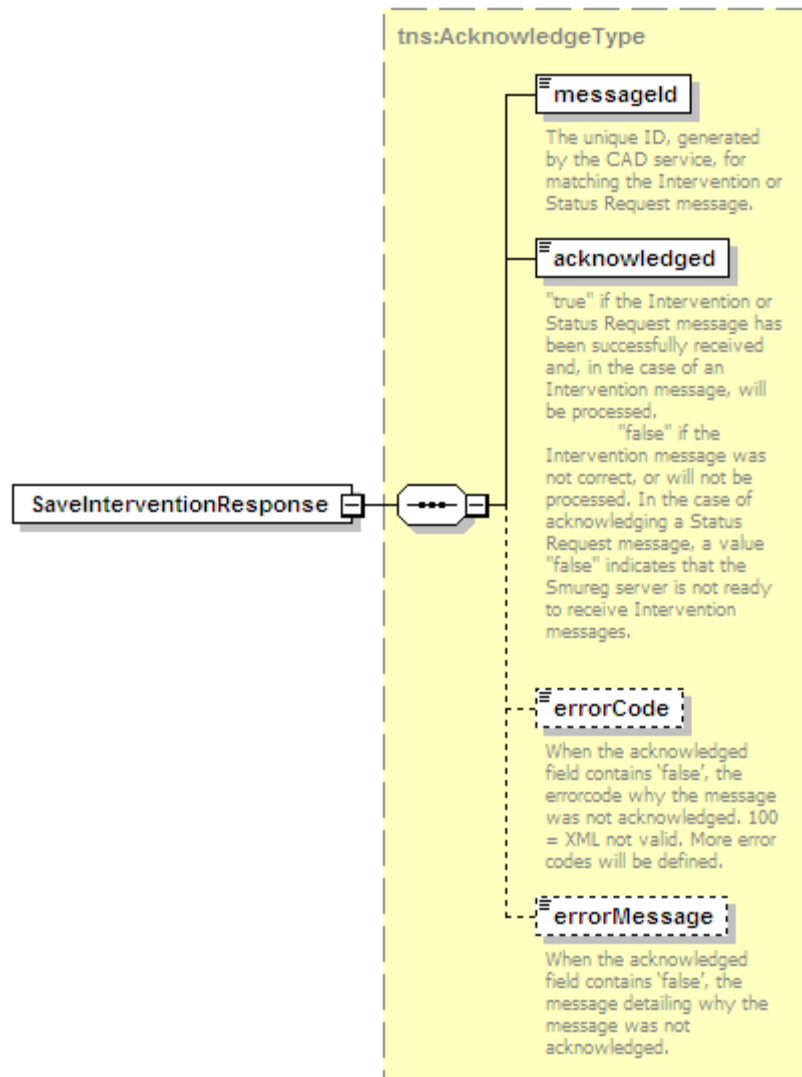 tns:AcknowledgeType
messageId
The unique ID, generated
by the CAD service, for
matching the Intervention or
Status Request message.
acknowledged
"true" if the Intervention or
Status Request message has
been successfully received
and, in the case of an
Intervention message, will
be processed.
"false" if the
Intervention message was
not correct, or will not be
processed. In the case of
acknowledging a Status
Request message, a value
"false" indicates that the
Smureg server is not ready
to receive Intervention
messages.
SaveInterventionResponse
errorCode
When the acknowledged
field contains 'false', the
errorcode why the message
was not acknowledged. 100
= XML not valid. More error
codes will be defined.
errorMessage
When the acknowledged
field contains 'false', the
message detailing why the
message was not
acknowledged.